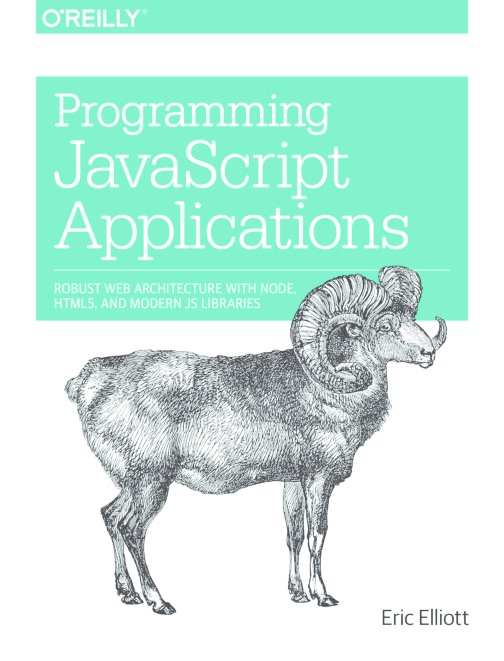 O'REILLY®
Programming
JavaScript
Applications
ROBUST WEB ARCHITECTURE WITH NODE,
HTML5, AND MODERN JS LIBRARIES
Eric Elliott